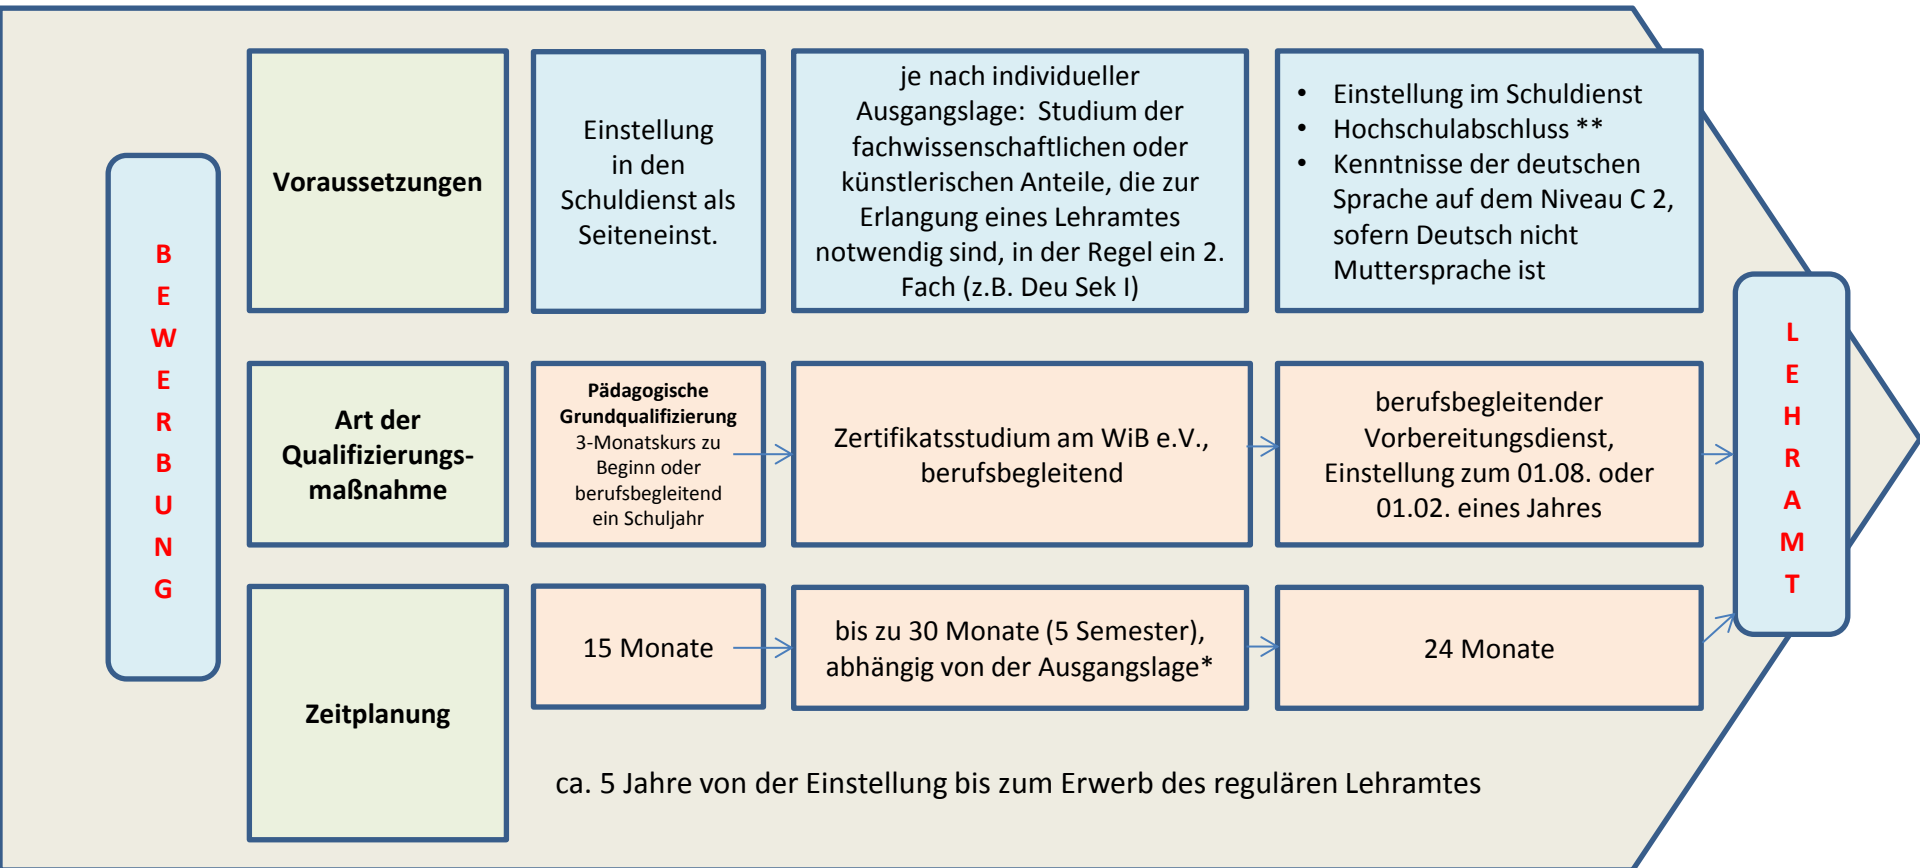 BEWERBUNG
Voraussetzungen
Einstellung
in den
Schuldienst als
Seiteneinst.
je nach individueller
Ausgangslage: Studium der
fachwissenschaftlichen oder
künstlerischen Anteile, die zur
Erlangung eines Lehramtes
notwendig sind, in der Regel ein 2.
Fach (z.B. Deu Sek I)
• Einstellung im Schuldienst
• Hochschulabschluss **
• Kenntnisse der deutschen
Sprache auf dem Niveau C 2,
sofern Deutsch nicht
Muttersprache ist
Art der
Qualifizierungs-
maßnahme
Pädagogische
Grundqualifizierung
3-Monatskurs zu
Beginn oder
berufsbegleitend
ein Schuljahr
Zertifikatsstudium am WiB e.V.,
berufsbegleitend
berufsbegleitender
Vorbereitungsdienst,
Einstellung zum 01.08. oder
01.02. eines Jahres
Zeitplanung
15 Monate
bis zu 30 Monate (5 Semester),
abhängig von der Ausgangslage*
24 Monate
ca. 5 Jahre von der Einstellung bis zum Erwerb des regulären Lehramtes
LEHRAMT